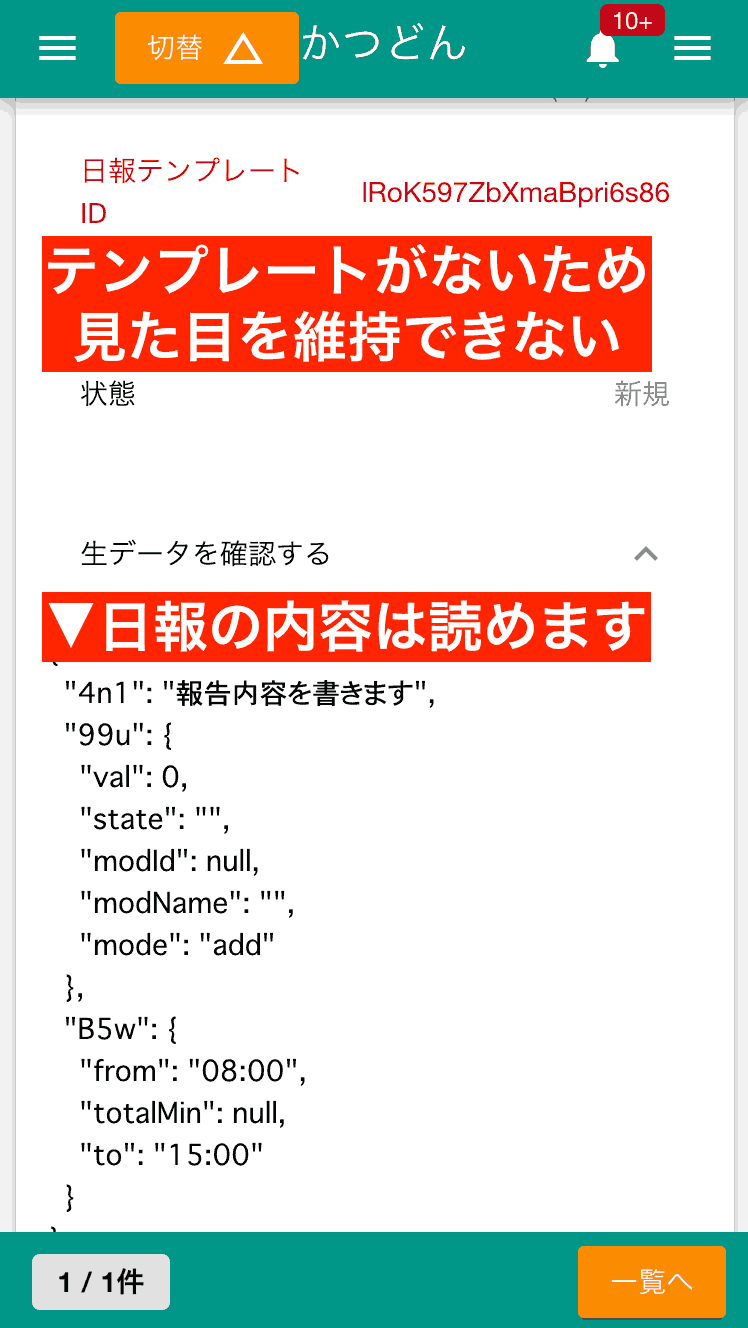 切替
かつどん
10+
日報テンプレート
ID
lRoK597ZbXmaBpri6s86
テンプレートがないため
見た目を維持できない
状態
新規
生データを確認する
▼日報の内容は読めます
{
"4n1": "報告内容を書きます",
"99u": {
"val": 0,
"state": "",
"modId": null,
"modName": "",
"mode": "add"
},
"B5w": {
"from": "08:00",
"totalMin": null,
"to": "15:00"
}
}
1 / 1件
一覧へ